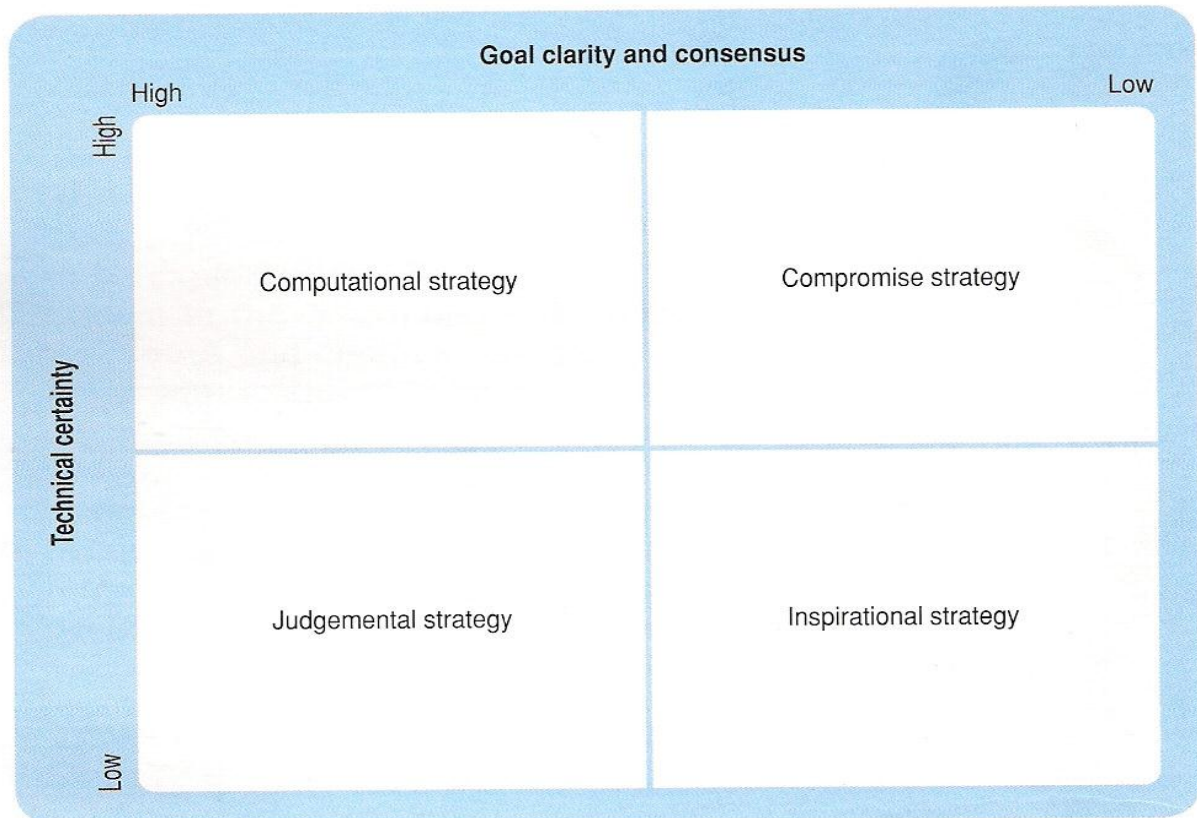 Goal clarity and consensus
High
Low
High
Computational strategy
Compromise strategy
Technical certainty
Judgemental strategy
Inspirational strategy
Low